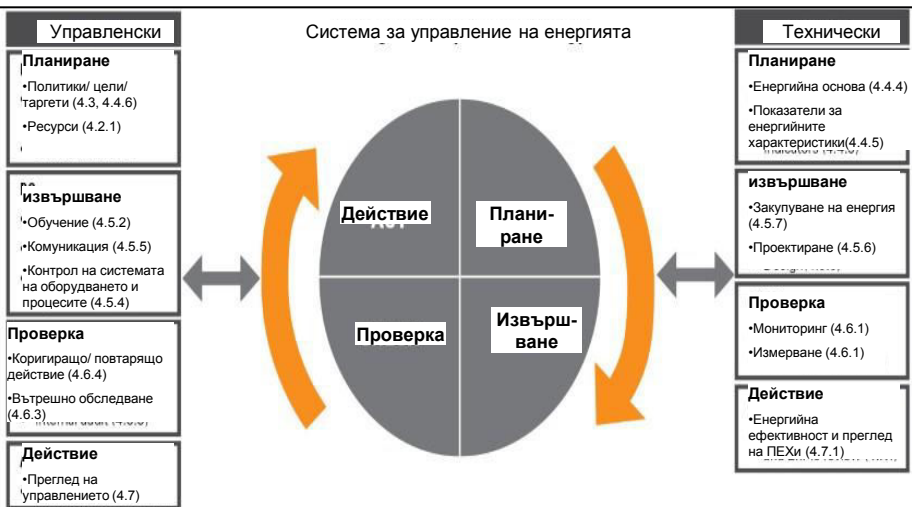 Управленски
Планиране
•Политики/ цели/
таргети (4.3, 4.4.6)
•Ресурси (4.2.1)
извършване
•Обучение (4.5.2)
•Комуникация (4.5.5)
•Контрол на системата
на оборудването и
процесите (4.5.4)
Проверка
•Коригиращо/ повтарящо
действие (4.6.4)
•Вътрешно обследване
(4.6.3)
Действие
•Преглед на
управлението (4.7)
Система за управление на енергията
Действие
Плани-
ране
Проверка
Извърш-
ване
Технически
Планиране
•Енергийна основа (4.4.4)
•Показатели за
енергийните
характеристики(4.4.5)
извършване
•Закупуване на енергия
(4.5.7)
•Проектиране (4.5.6)
Проверка
•Мониторинг (4.6.1)
•Измерване (4.6.1)
Действие
•Енергийна
ефективност и преглед
на ПЕХи (4.7.1)